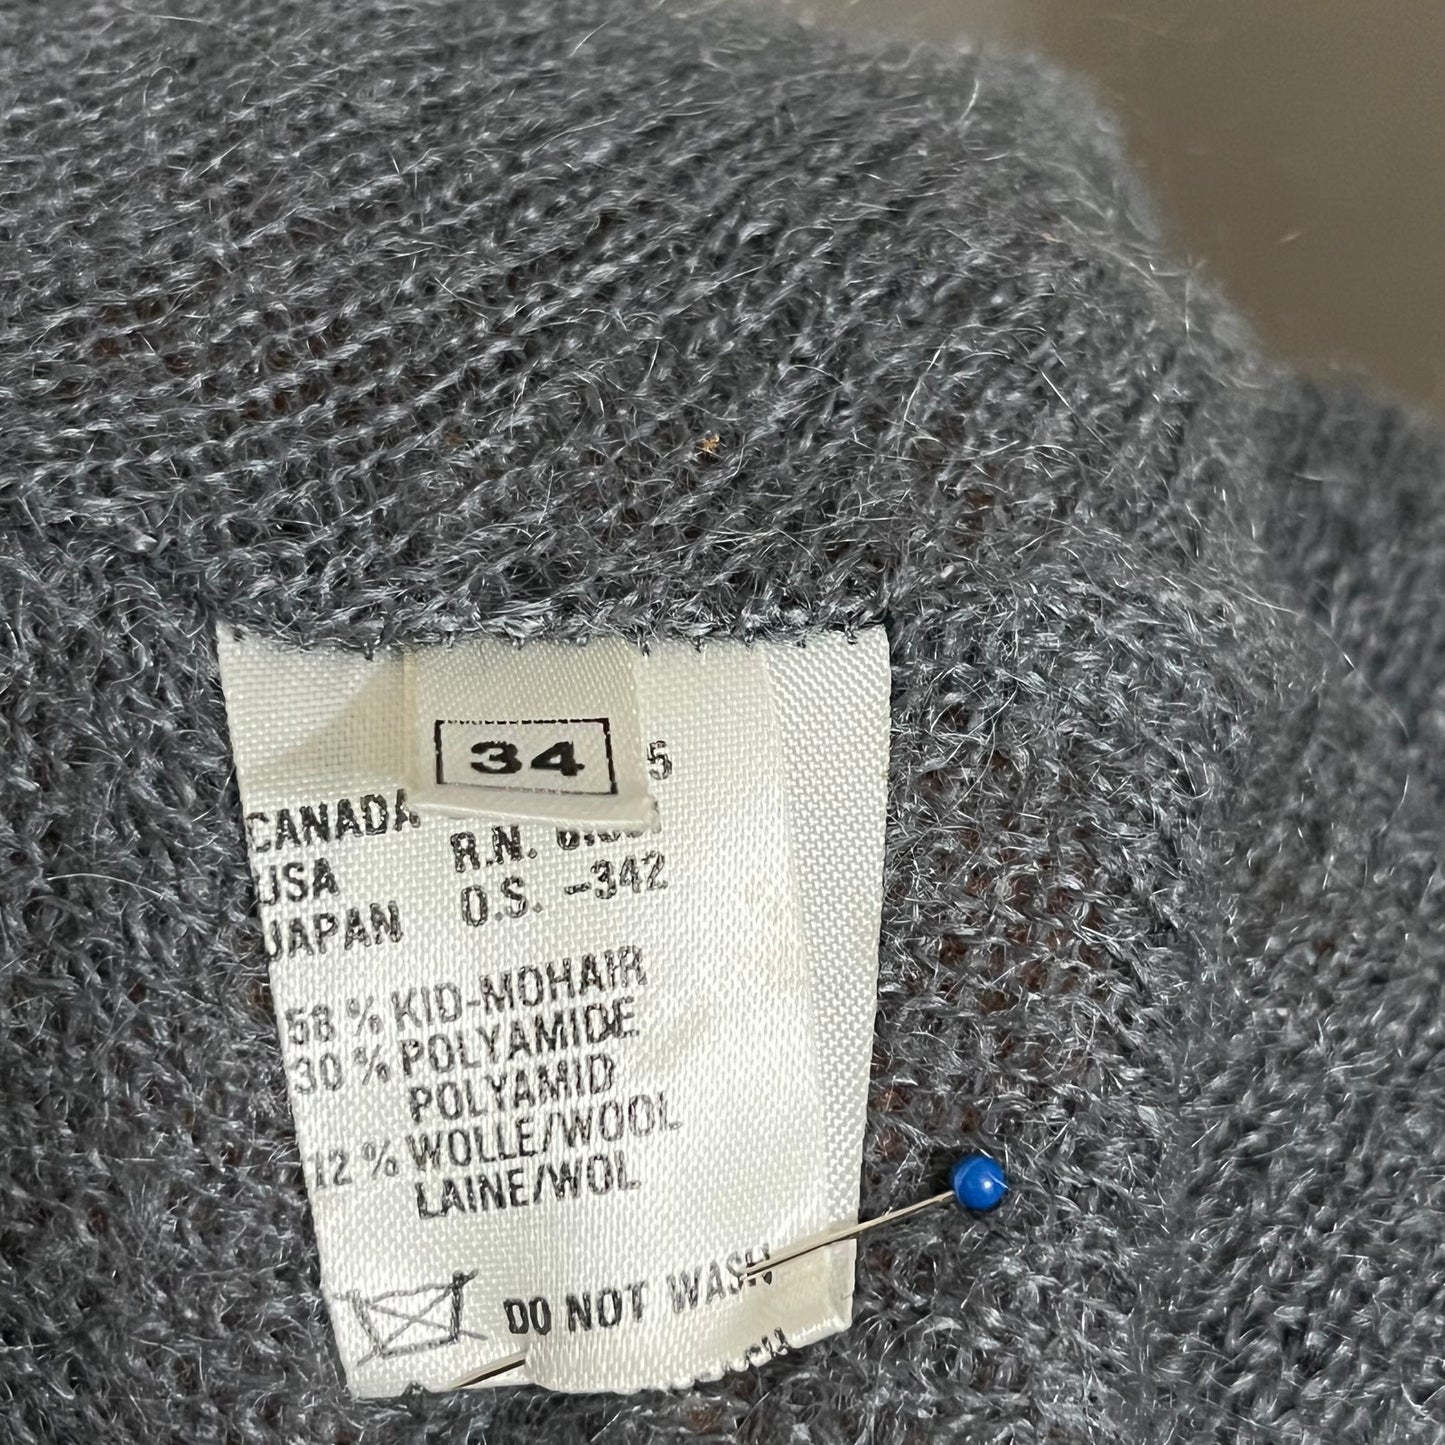 34
5
CANADA
R.N.
USA
O.S. -342
JAPAN
58 % KID-MOHAIR
30 % POLYAMIDE
POLYAMID
12 % WOLLE/WOOL
LAINE/WOL
DO NOT WASH